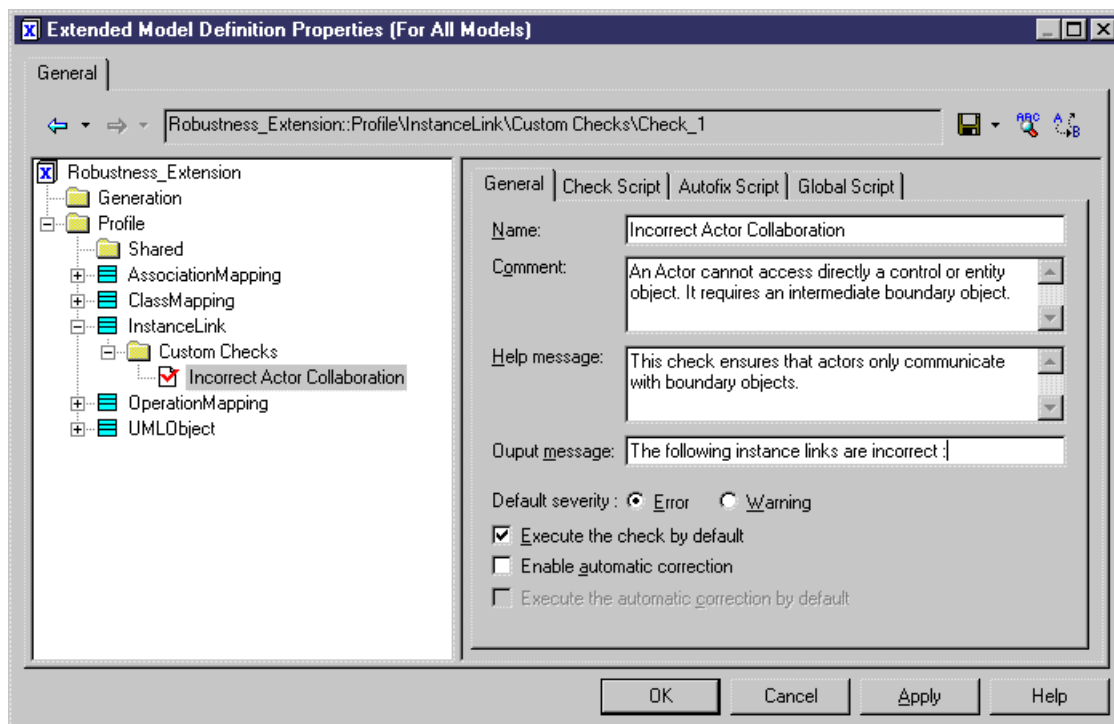 Extended Model Definition Properties (For All Models)
General
Robustness_Extension::Profile\InstanceLink\Custom Checks\Check_1
ABC
A
B
Robustness_Extension
Generation
Profile
Shared
AssociationMapping
ClassMapping
InstanceLink
Custom Checks
Incorrect Actor Collaboration
OperationMapping
UMLObject
General Check Script Autofix Script Global Script
Name: Incorrect Actor Collaboration
Comment: An Actor cannot access directly a control or entity
object. It requires an intermediate boundary object.
Help message: This check ensures that actors only communicate
with boundary objects.
Ouput message: The following instance links are incorrect :
Default severity : Error Warning
Execute the check by default
Enable automatic correction
Execute the automatic correction by default
OK Cancel Apply Help